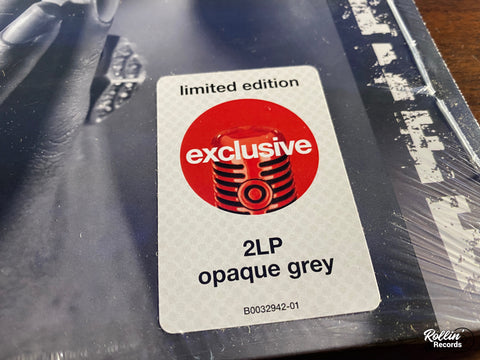 limited edition
exclusive
2LP
opaque grey
B0032942-01
Rollin'
Records